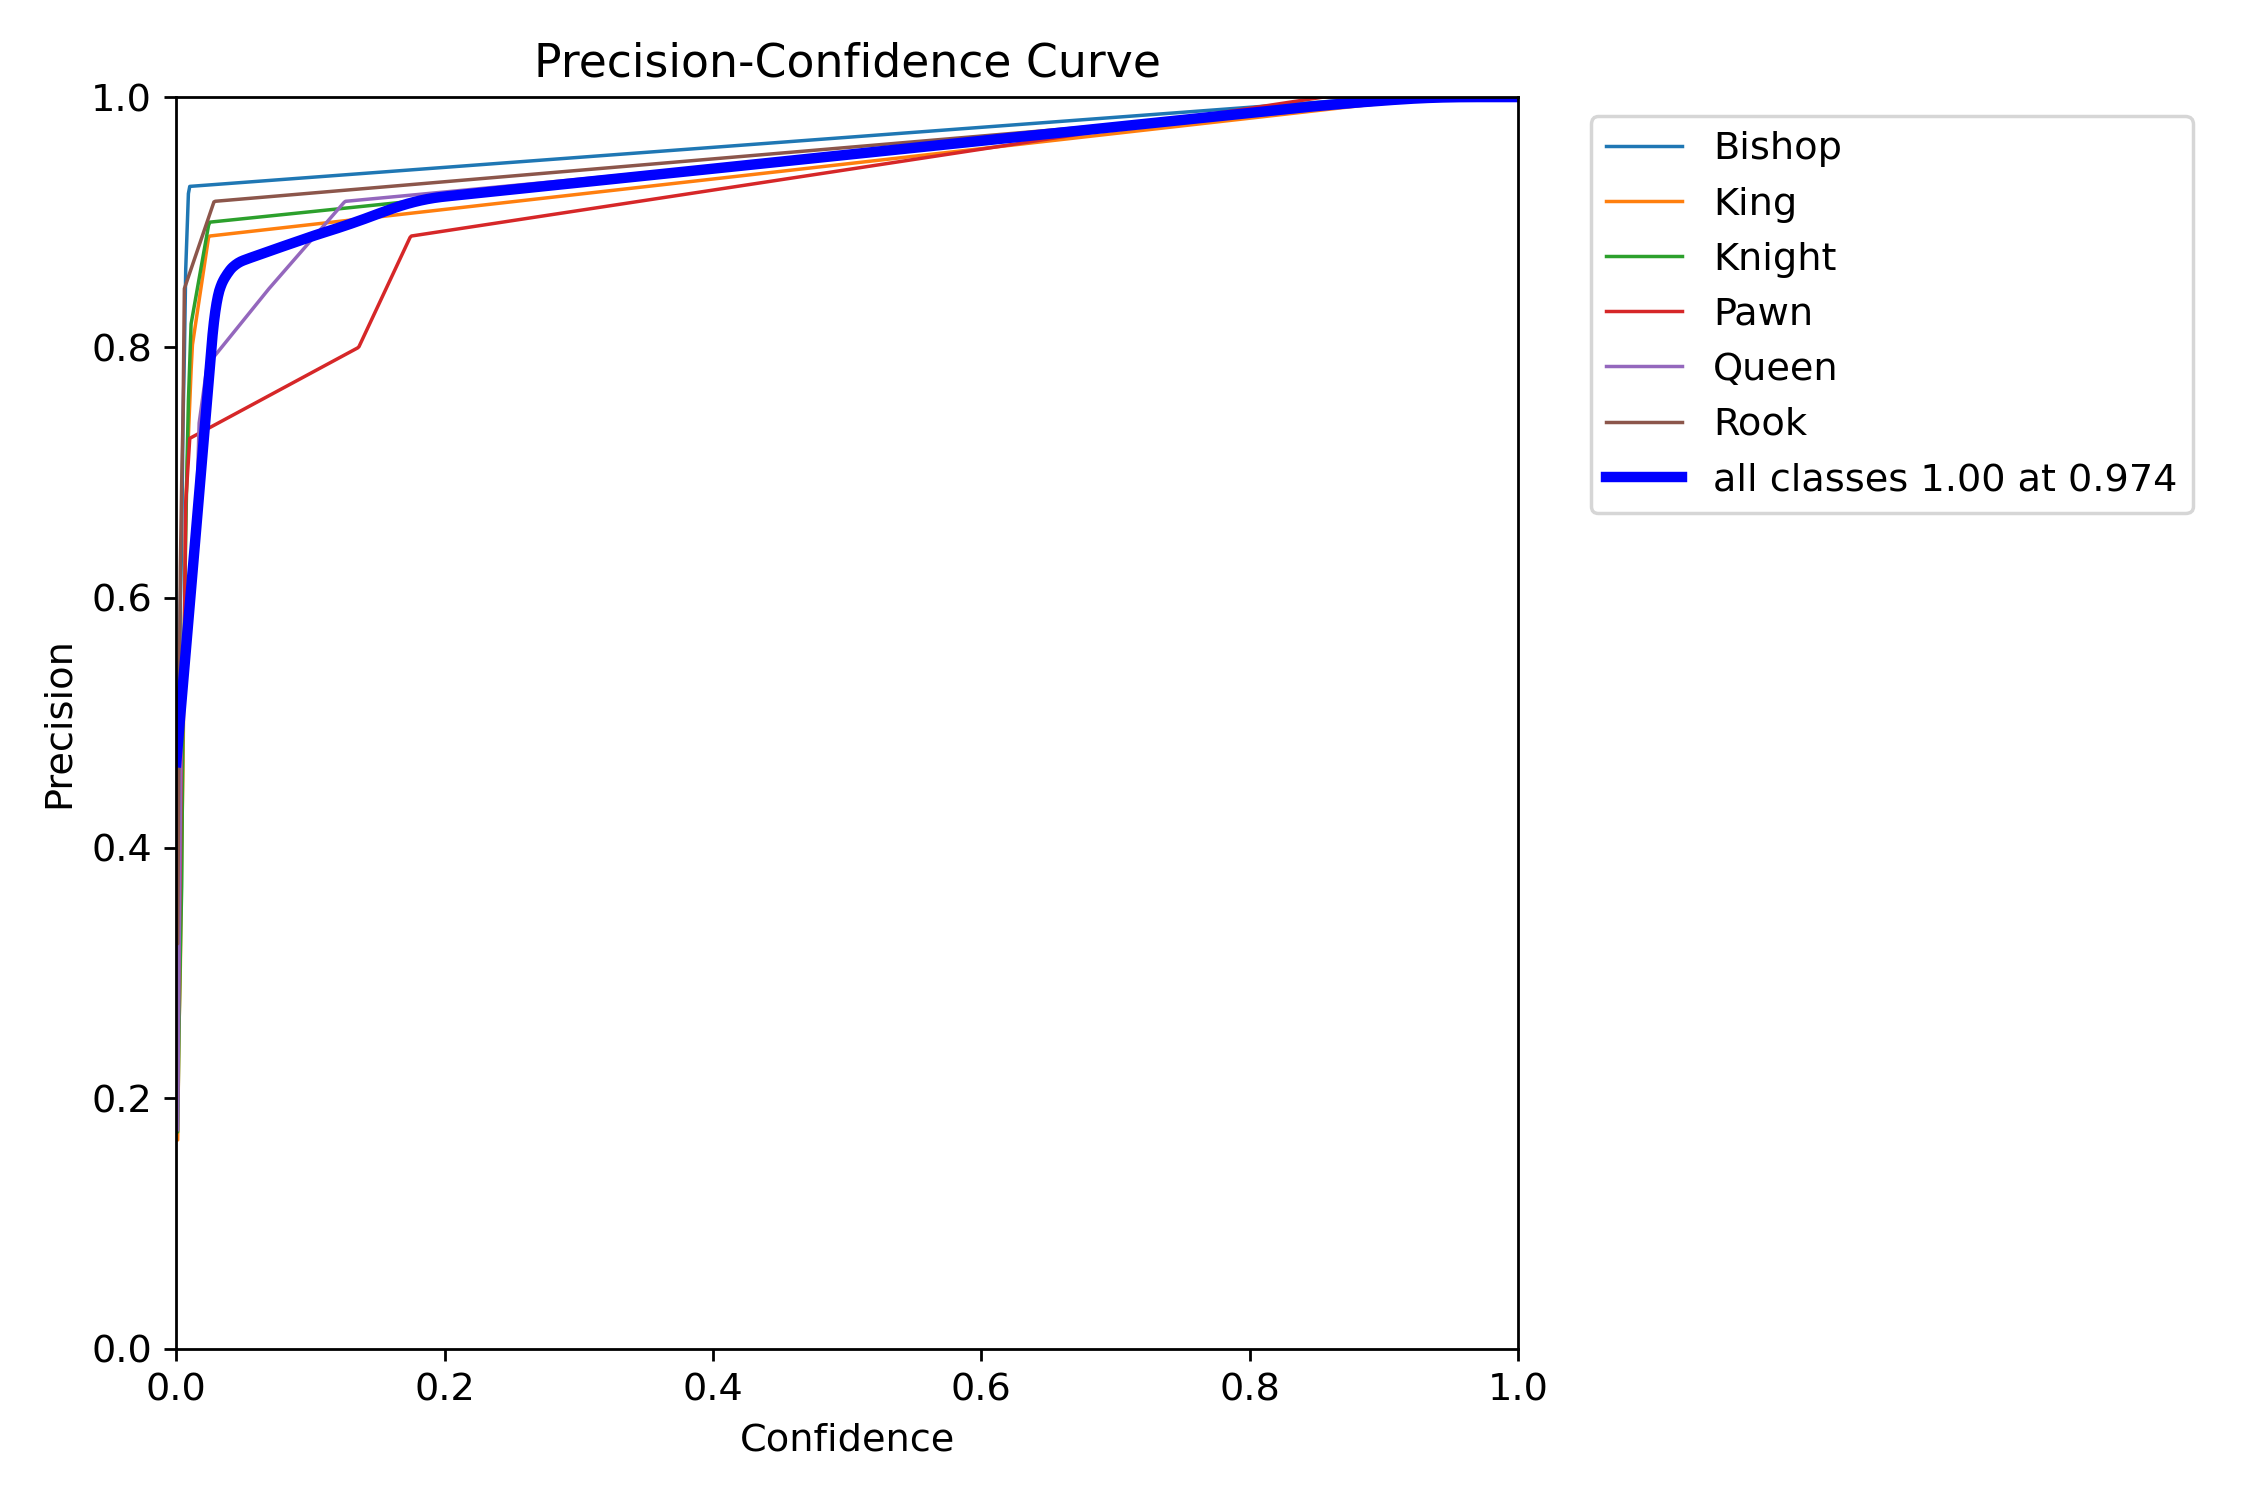 Precision-Confidence Curve
1.0
0.8
0.6
0.4
0.2
0.0
Precision
0.0 0.2 0.4 0.6 0.8 1.0
Confidence
Bishop
King
Knight
Pawn
Queen
Rook
all classes 1.00 at 0.974